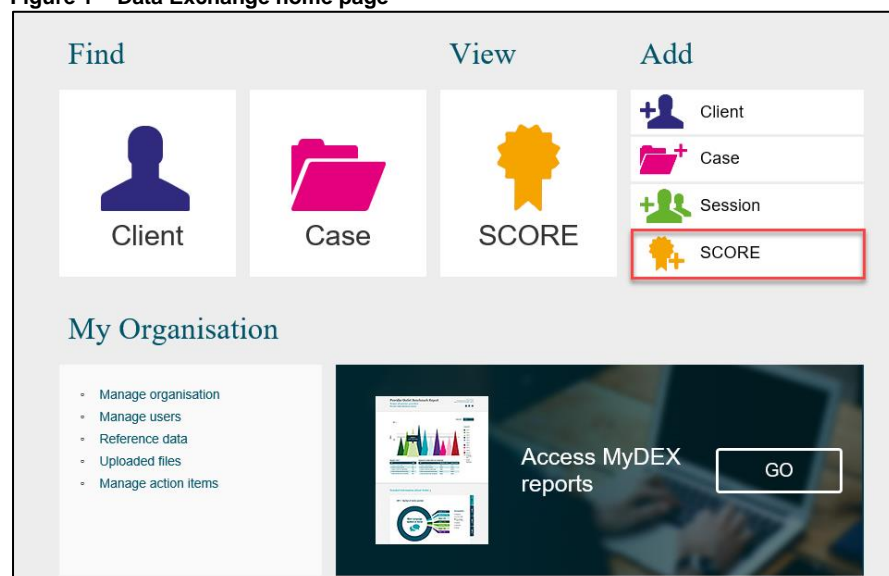 Figure 1 – Data Exchange home page
Find
View
Add
Client
Case
SCORE
Client
Case
Session
SCORE
My Organisation
Manage organisation
Manage users
Reference data
Uploaded files
Manage action items
Access MyDEX
reports
GO